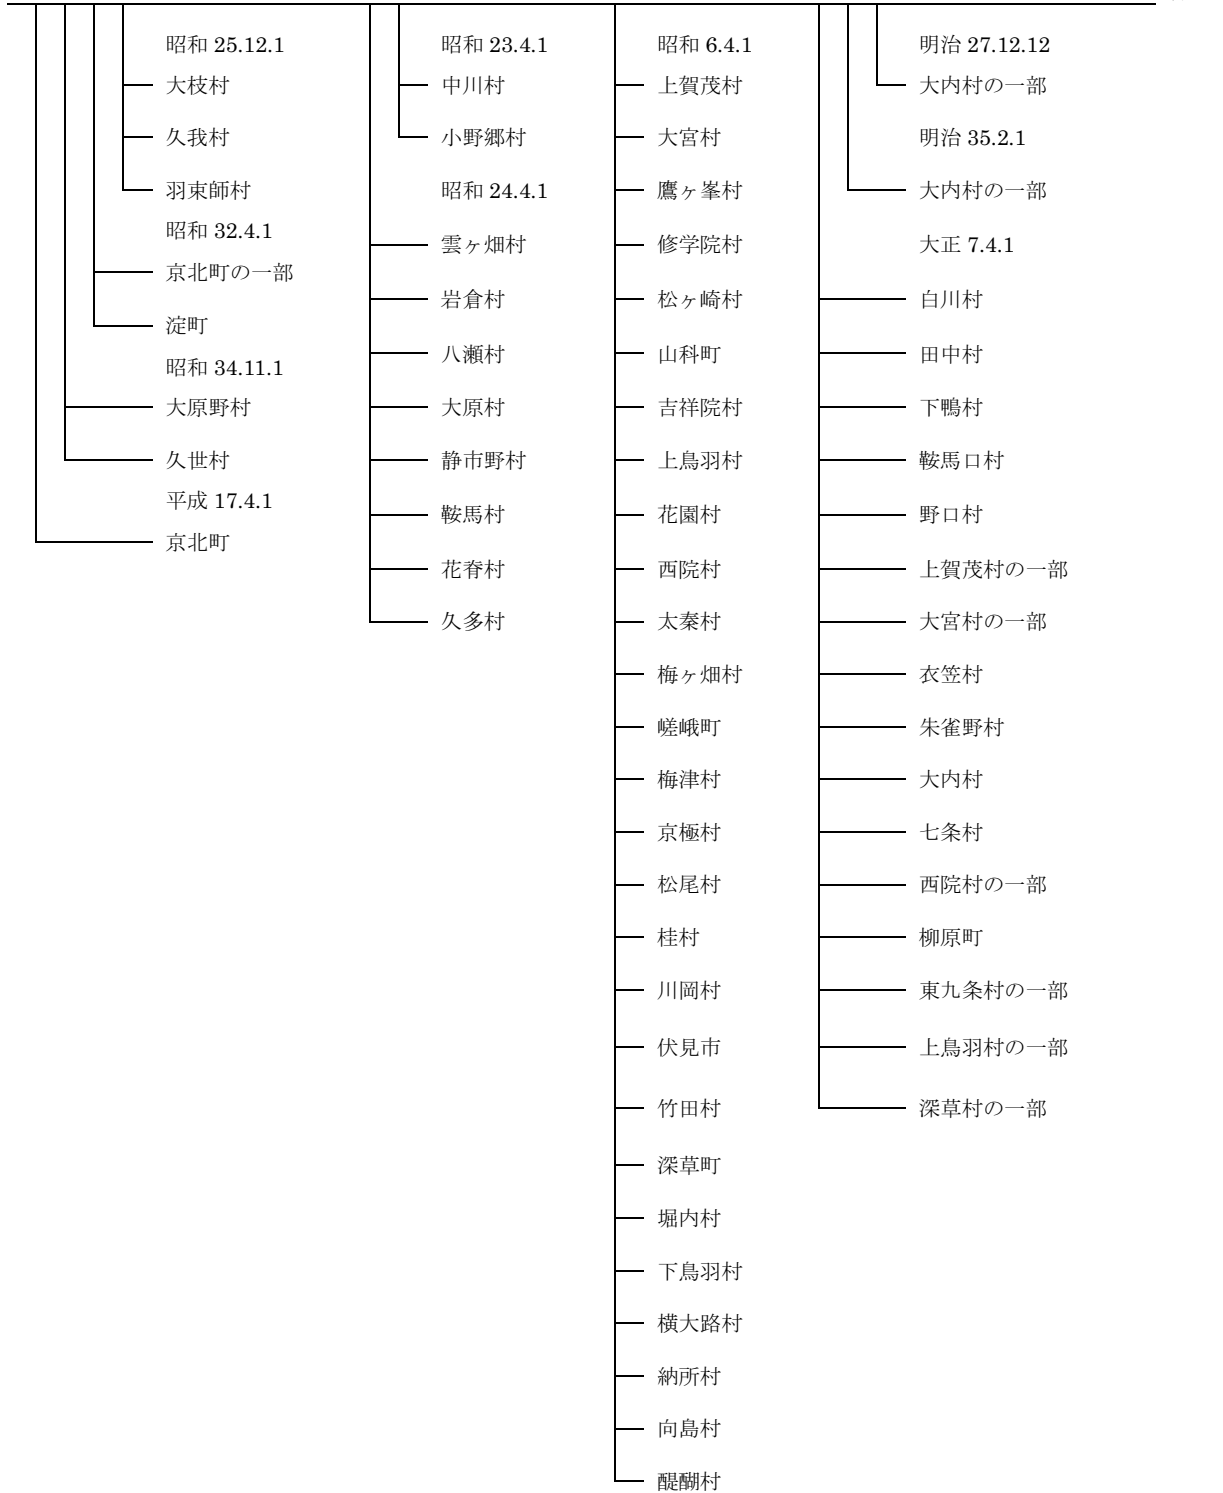 昭和 25.12.1
大枝村
久我村
羽束師村
昭和 32.4.1
京北町の一部
淀町
昭和 34.11.1
大原野村
久世村
平成 17.4.1
京北町
昭和 23.4.1
中川村
小野郷村
昭和 24.4.1
雲ヶ畑村
岩倉村
八瀬村
大原村
静市野村
鞍馬村
花脊村
久多村
昭和 6.4.1
上賀茂村
大宮村
鷹ヶ峯村
修学院村
松ヶ崎村
山科町
吉祥院村
上鳥羽村
花園村
西院村
太秦村
梅ヶ畑村
嵯峨町
梅津村
京極村
松尾村
桂村
川岡村
伏見市
竹田村
深草町
堀内村
下鳥羽村
横大路村
納所村
向島村
醍醐村
明治 27.12.12
大内村の一部
明治 35.2.1
大内村の一部
大正 7.4.1
白川村
田中村
下鴨村
鞍馬口村
野口村
上賀茂村の一部
大宮村の一部
衣笠村
朱雀野村
大内村
七条村
西院村の一部
柳原町
東九条村の一部
上鳥羽村の一部
深草村の一部